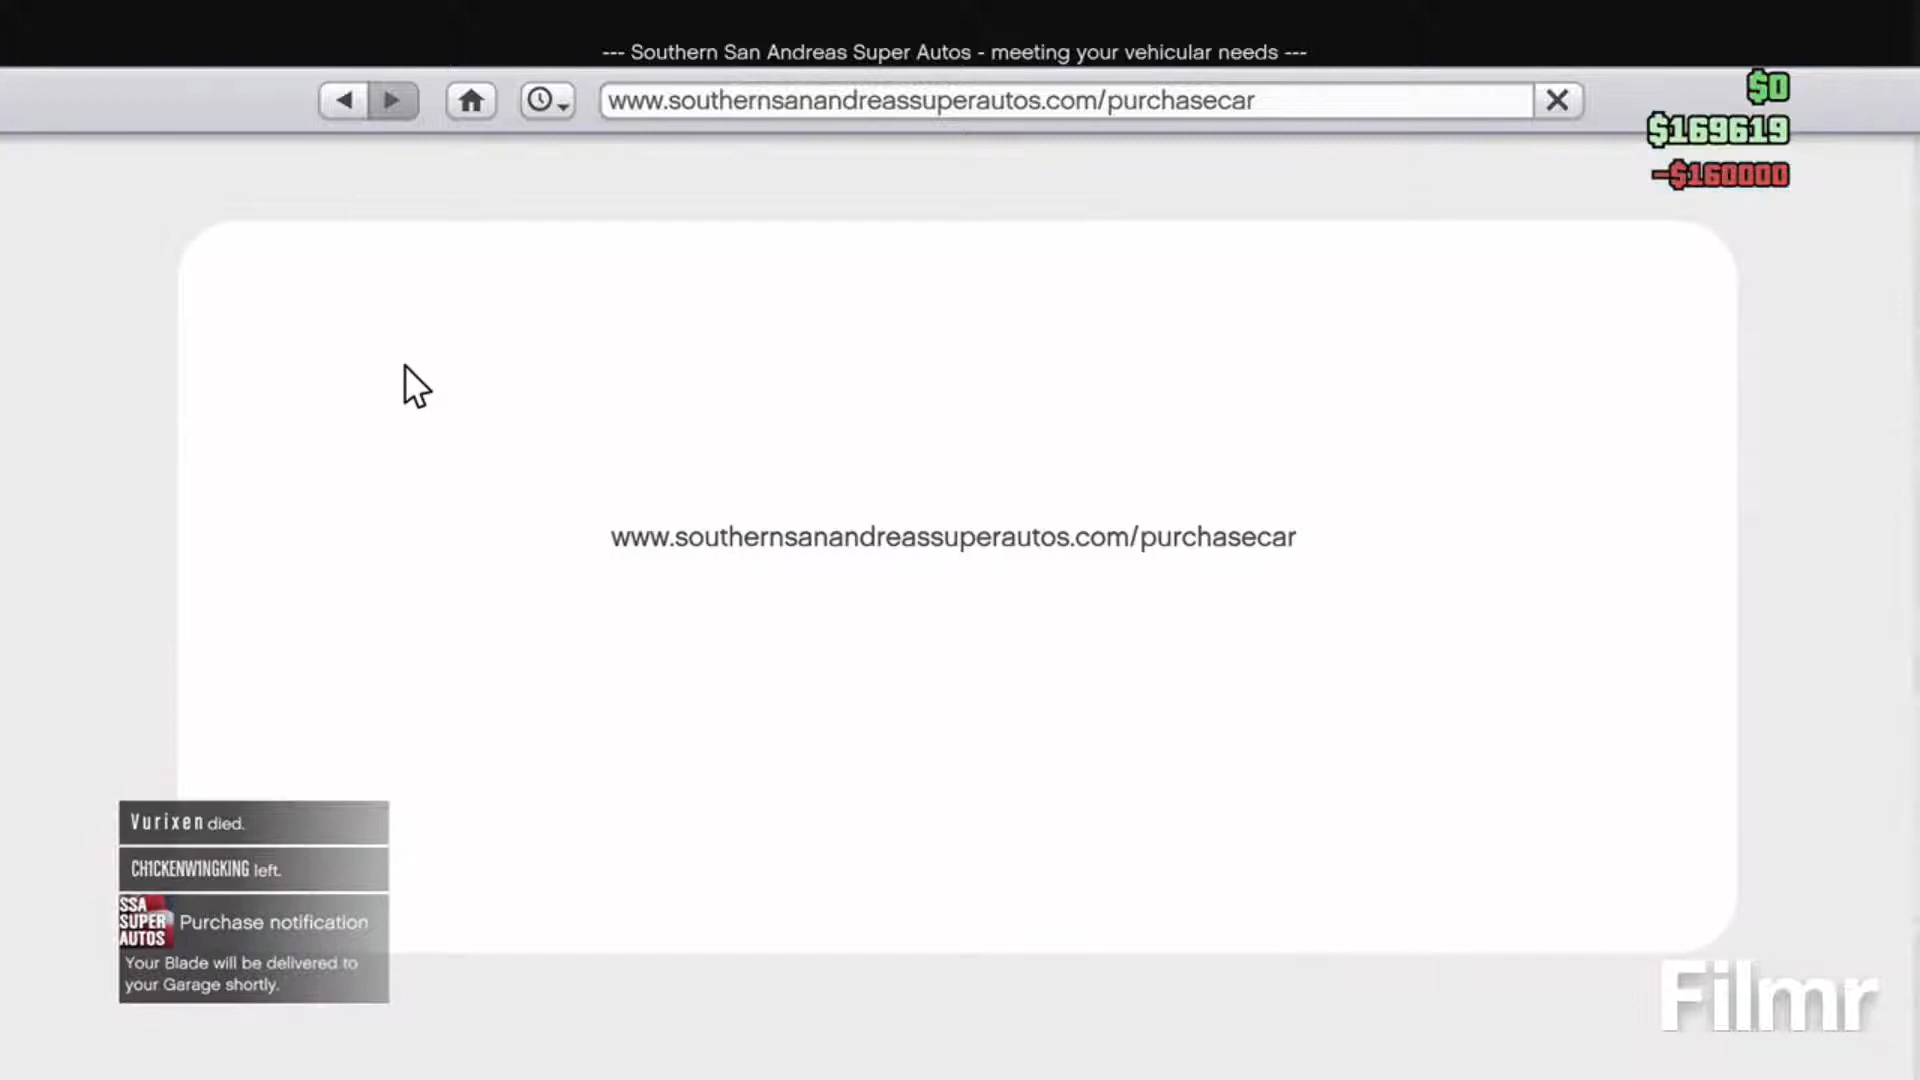 --- Southern San Andreas Super Autos - meeting your vehicular needs ---
www.southernsanandreassuperautos.com/purchasecar
$0
$169619
-$160000
www.southernsanandreassuperautos.com/purchasecar
Vurixen died.
CH1CKENW1NGK1NG left.
SSA
SUPER
AUTOS
Purchase notification
Your Blade will be delivered to
your Garage shortly.
Filmr